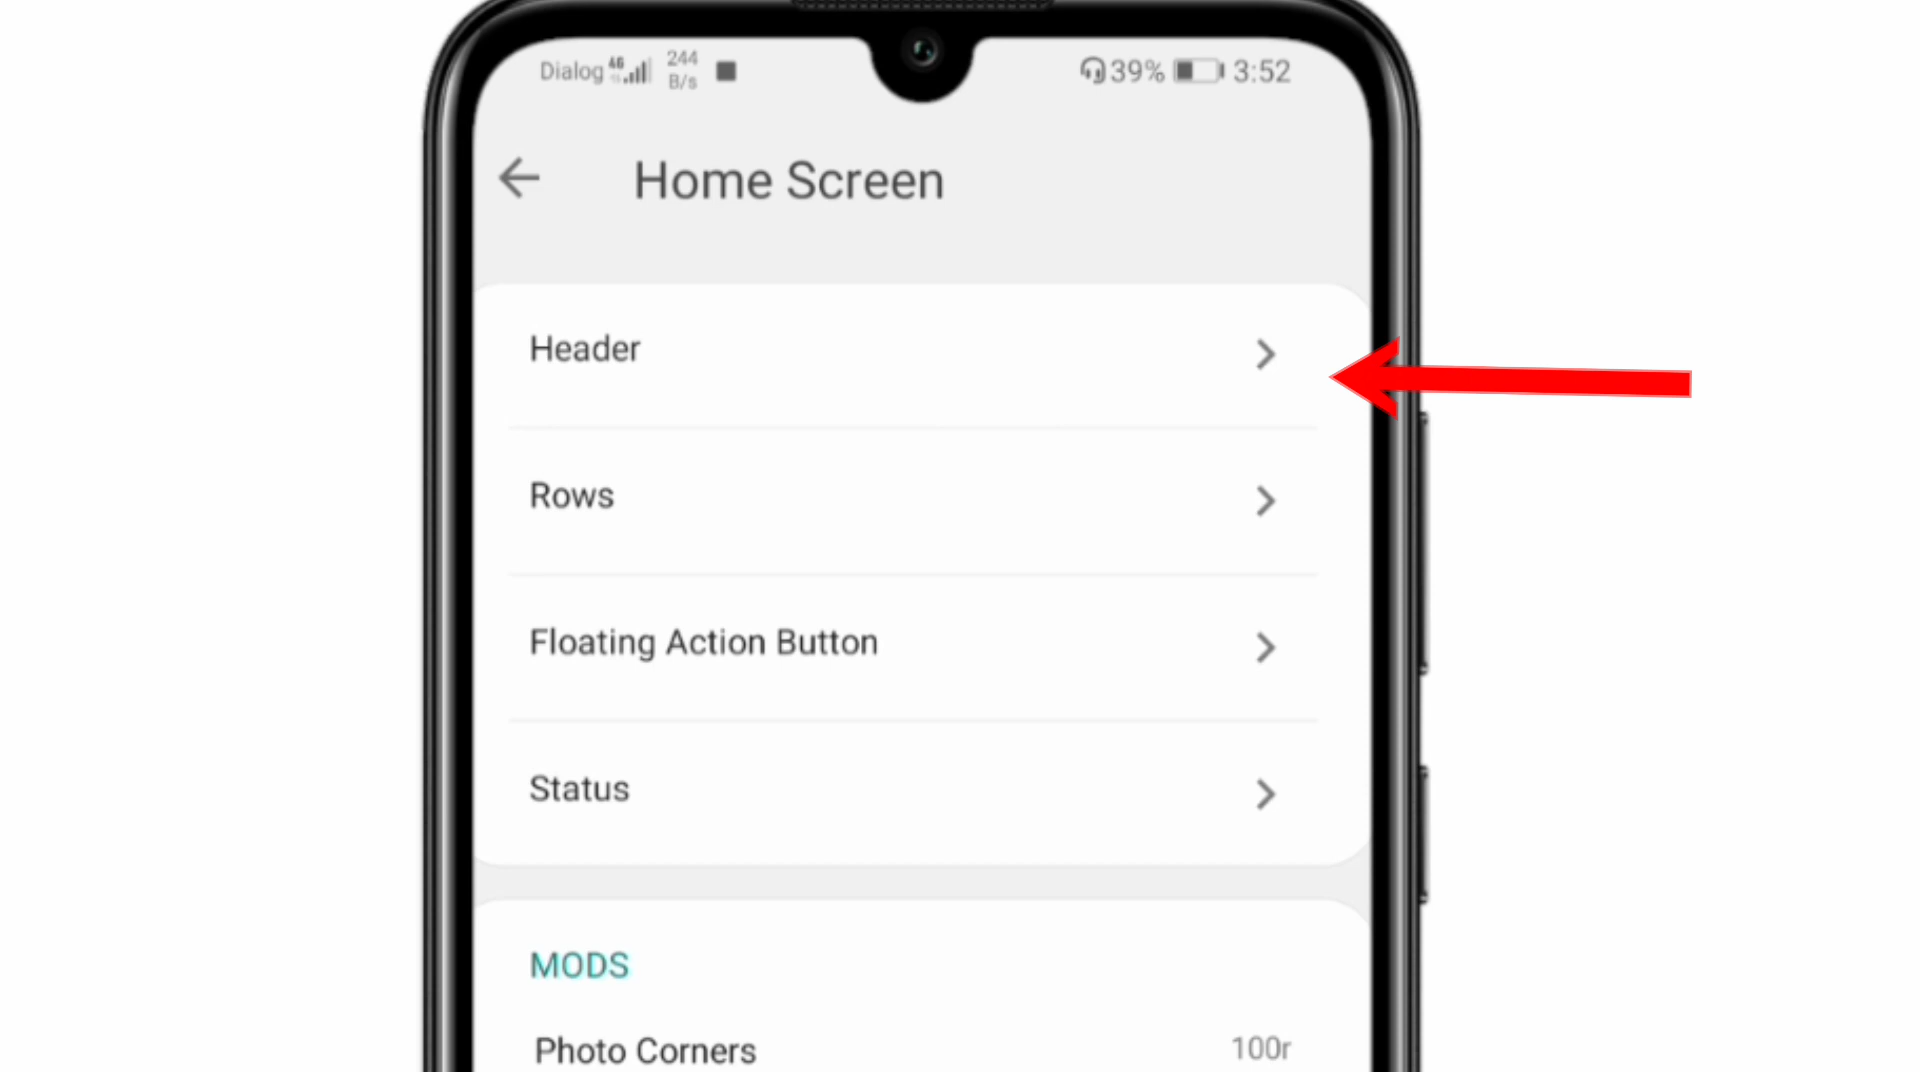 Dialog 4G 244 B/s 39% 3:52
Home Screen
Header
Rows
Floating Action Button
Status
MODS
Photo Corners 100r